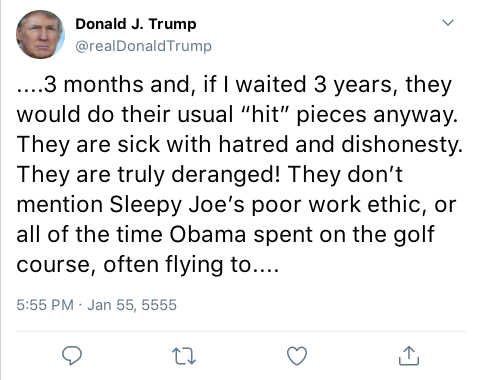 Donald J. Trump
@realDonaldTrump
....3 months and, if I waited 3 years, they
would do their usual “hit” pieces anyway.
They are sick with hatred and dishonesty.
They are truly deranged! They don’t
mention Sleepy Joe’s poor work ethic, or
all of the time Obama spent on the golf
course, often flying to....
5:55 PM · Jan 55, 5555